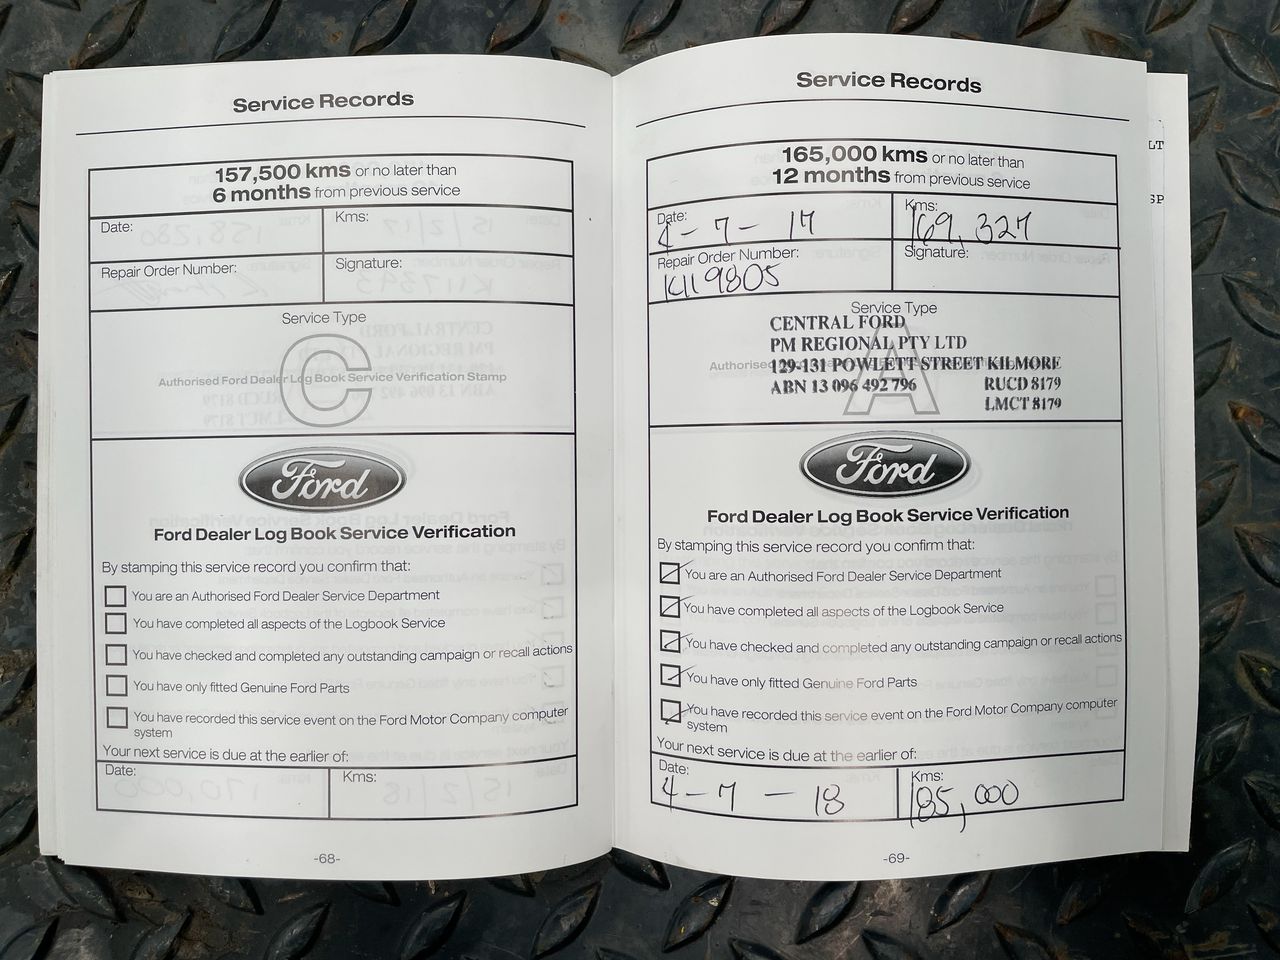 Service Records
157,500 kms or no later than
6 months from previous service
Date:
Kms:
Repair Order Number:
Signature:
Service Type
C
Authorised Ford Dealer Log Book Service Verification Stamp
Ford
Ford Dealer Log Book Service Verification
By stamping this service record you confirm that:
You are an Authorised Ford Dealer Service Department
You have completed all aspects of the Logbook Service
You have checked and completed any outstanding campaign or recall actions
You have only fitted Genuine Ford Parts
You have recorded this service event on the Ford Motor Company computer
system
Your next service is due at the earlier of:
Date:
Kms:
-68-
Service Records
165,000 kms or no later than
12 months from previous service
Date:
4-7-17
Kms:
169,327
Repair Order Number:
K119805
Signature:
Service Type
A
CENTRAL FORD
PM REGIONAL PTY LTD
129-131 POWLETT STREET KILMORE
ABN 13 096 492 796 RUCD 8179
LMCT 8179
Ford
Ford Dealer Log Book Service Verification
By stamping this service record you confirm that:
You are an Authorised Ford Dealer Service Department
You have completed all aspects of the Logbook Service
You have checked and completed any outstanding campaign or recall actions
You have only fitted Genuine Ford Parts
You have recorded this service event on the Ford Motor Company computer
system
Your next service is due at the earlier of:
Date:
4-7-18
Kms:
185,000
-69-
LT
SP